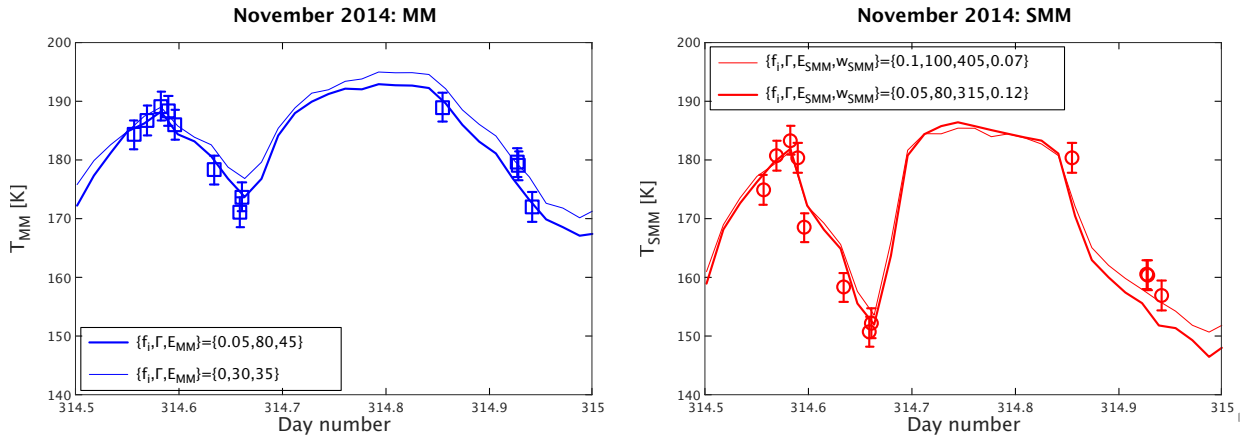 November 2014: MM
200
190
180
170
160
150
140
T_MM [K]
{f_i,Γ,E_MM}={0.05,80,45}
{f_i,Γ,E_MM}={0,30,35}
314.5 314.6 314.7 314.8 314.9 315
Day number
November 2014: SMM
200
190
180
170
160
150
140
T_SMM [K]
{f_i,Γ,E_SMM,w_SMM}={0.1,100,405,0.07}
{f_i,Γ,E_SMM,w_SMM}={0.05,80,315,0.12}
314.5 314.6 314.7 314.8 314.9 315
Day number